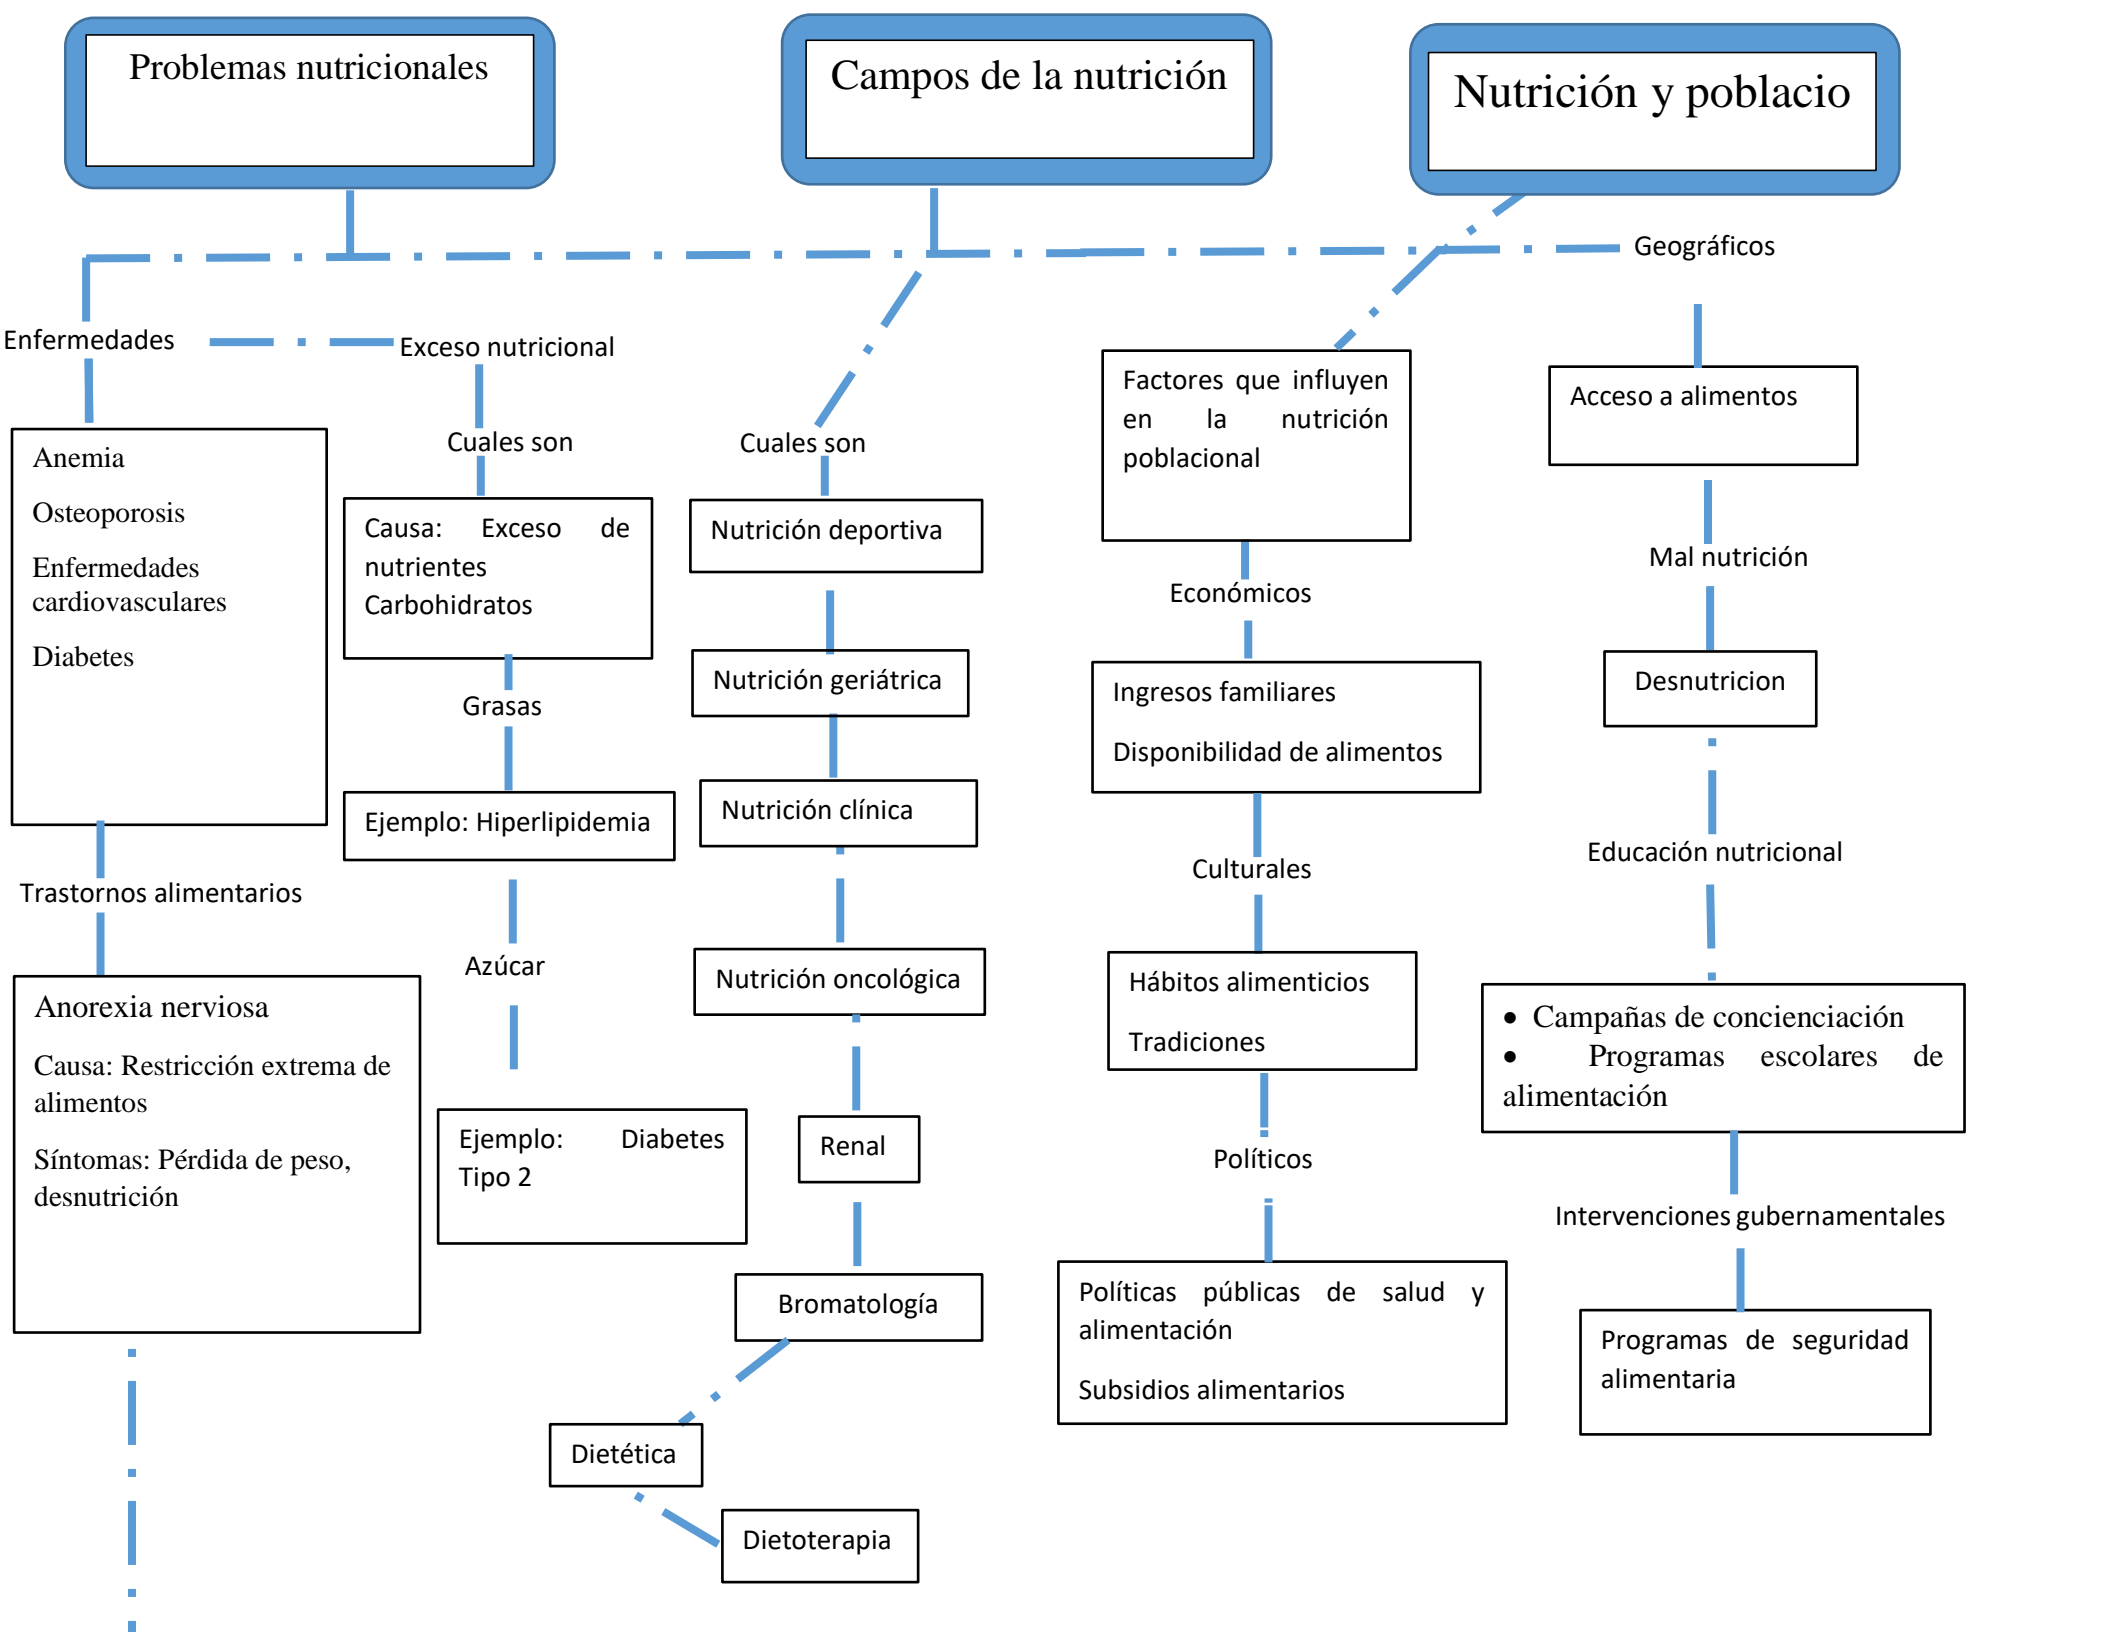 Problemas nutricionales
Campos de la nutrición
Nutrición y poblacio
Geográficos
Enfermedades
Exceso nutricional
Anemia
Osteoporosis
Enfermedades
cardiovasculares
Diabetes
Trastornos alimentarios
Anorexia nerviosa
Causa: Restricción extrema de
alimentos
Síntomas: Pérdida de peso,
desnutrición
Cuales son
Causa: Exceso de
nutrientes
Carbohidratos
Grasas
Ejemplo: Hiperlipidemia
Azúcar
Ejemplo: Diabetes
Tipo 2
Cuales son
Nutrición deportiva
Nutrición geriátrica
Nutrición clínica
Nutrición oncológica
Renal
Bromatología
Dietética
Dietoterapia
Factores que influyen
en la nutrición
poblacional
Económicos
Ingresos familiares
Disponibilidad de alimentos
Culturales
Hábitos alimenticios
Tradiciones
Políticos
Políticas públicas de salud y
alimentación
Subsidios alimentarios
Acceso a alimentos
Mal nutrición
Desnutricion
Educación nutricional
• Campañas de concienciación
• Programas escolares de
alimentación
Intervenciones gubernamentales
Programas de seguridad
alimentaria